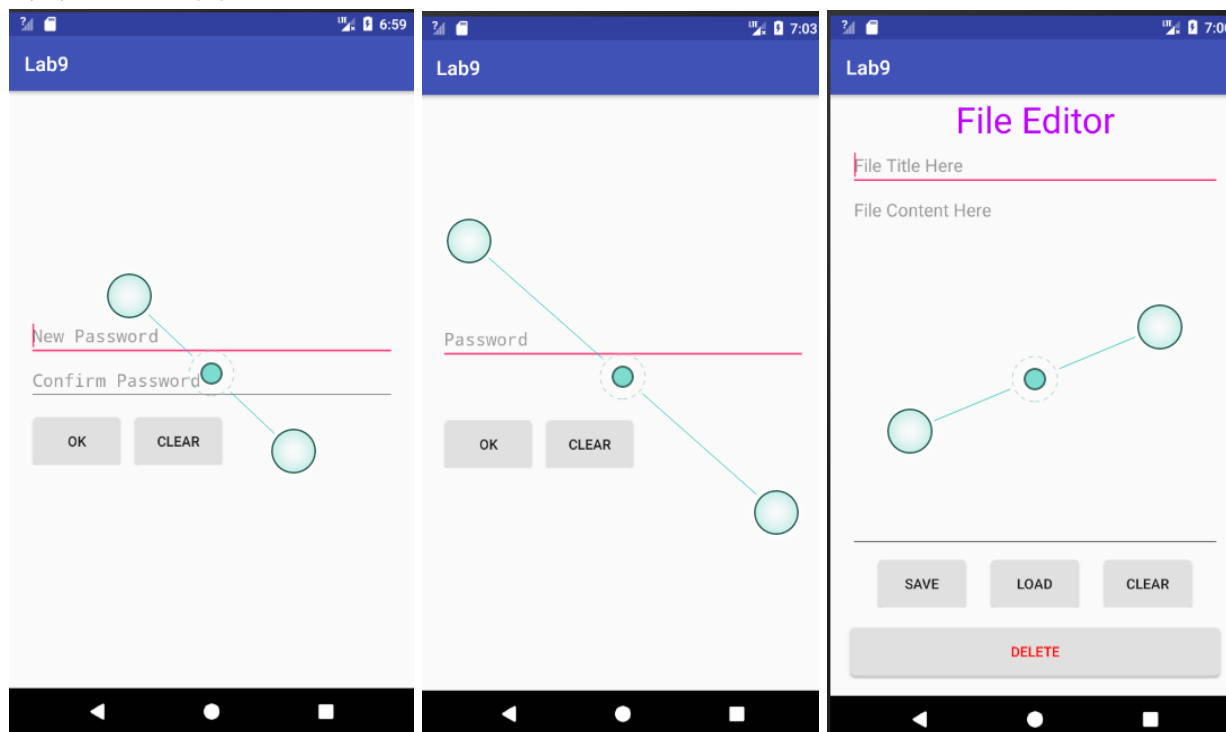 6:59
Lab9
New Password
Confirm Password
OK CLEAR
7:03
Lab9
Password
OK CLEAR
Lab9
File Editor
File Title Here
File Content Here
SAVE LOAD CLEAR
DELETE